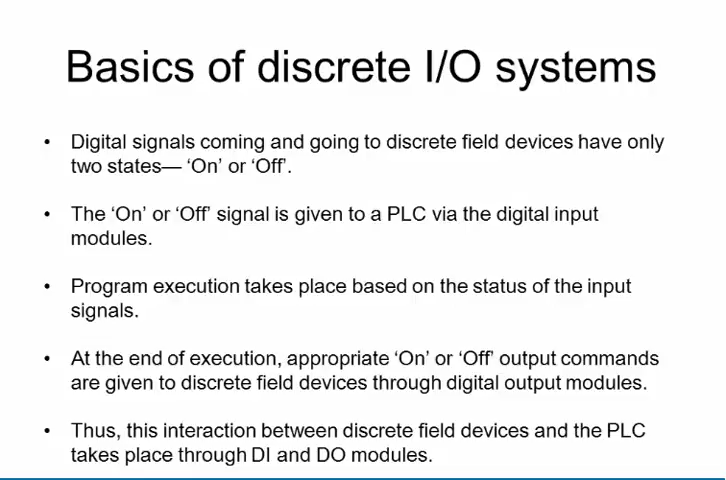 Basics of discrete I/O systems
• Digital signals coming and going to discrete field devices have only
two states— ‘On’ or ‘Off’.
• The ‘On’ or ‘Off’ signal is given to a PLC via the digital input
modules.
• Program execution takes place based on the status of the input
signals.
• At the end of execution, appropriate ‘On’ or ‘Off’ output commands
are given to discrete field devices through digital output modules.
• Thus, this interaction between discrete field devices and the PLC
takes place through DI and DO modules.